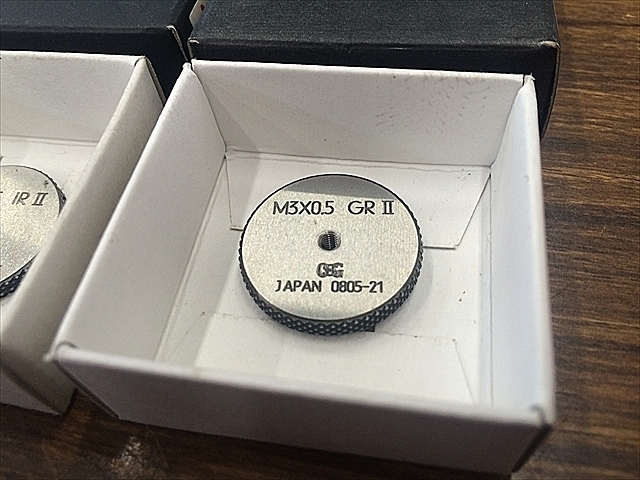 M3X0.5 GR II
OSG
JAPAN 0805-21
IR II